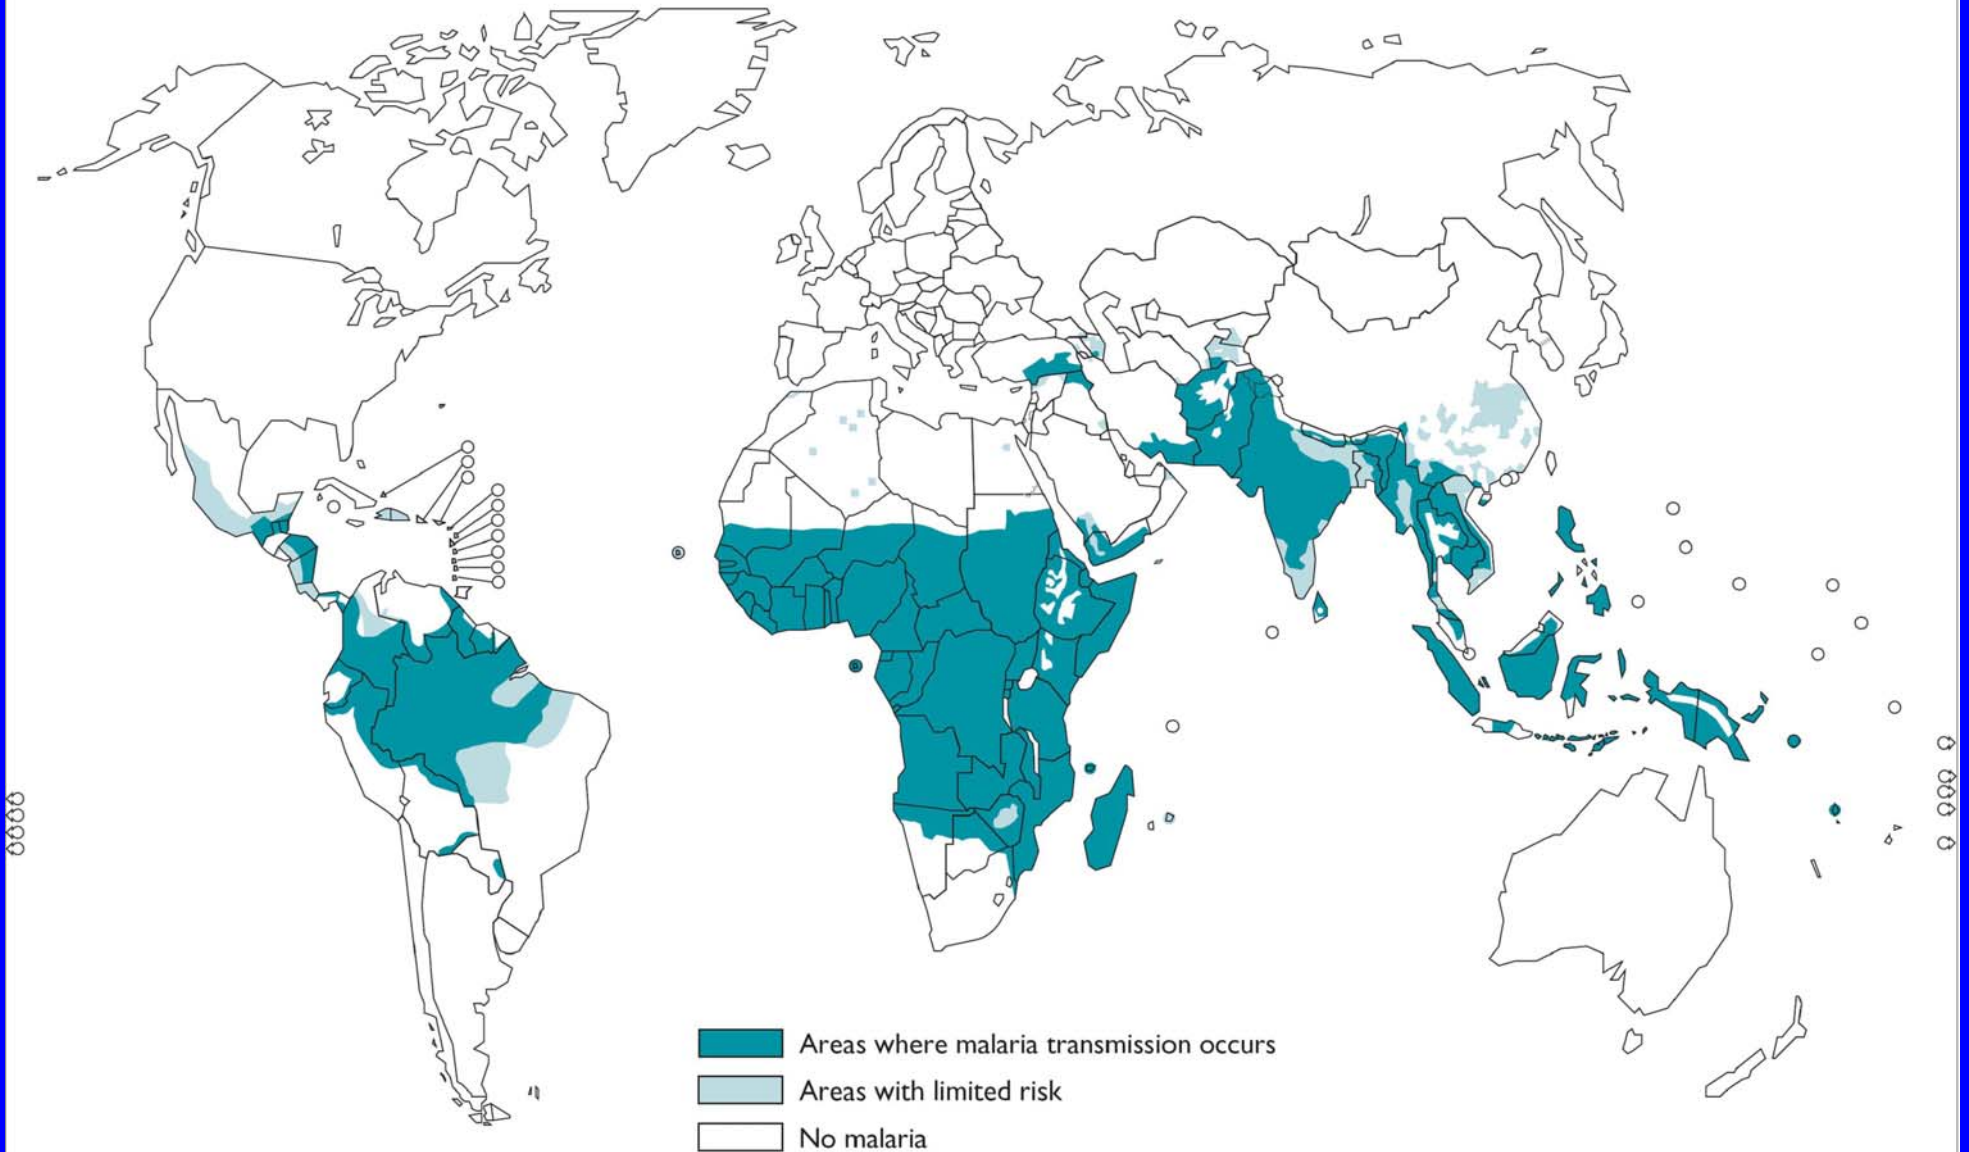 Areas where malaria transmission occurs
Areas with limited risk
No malaria